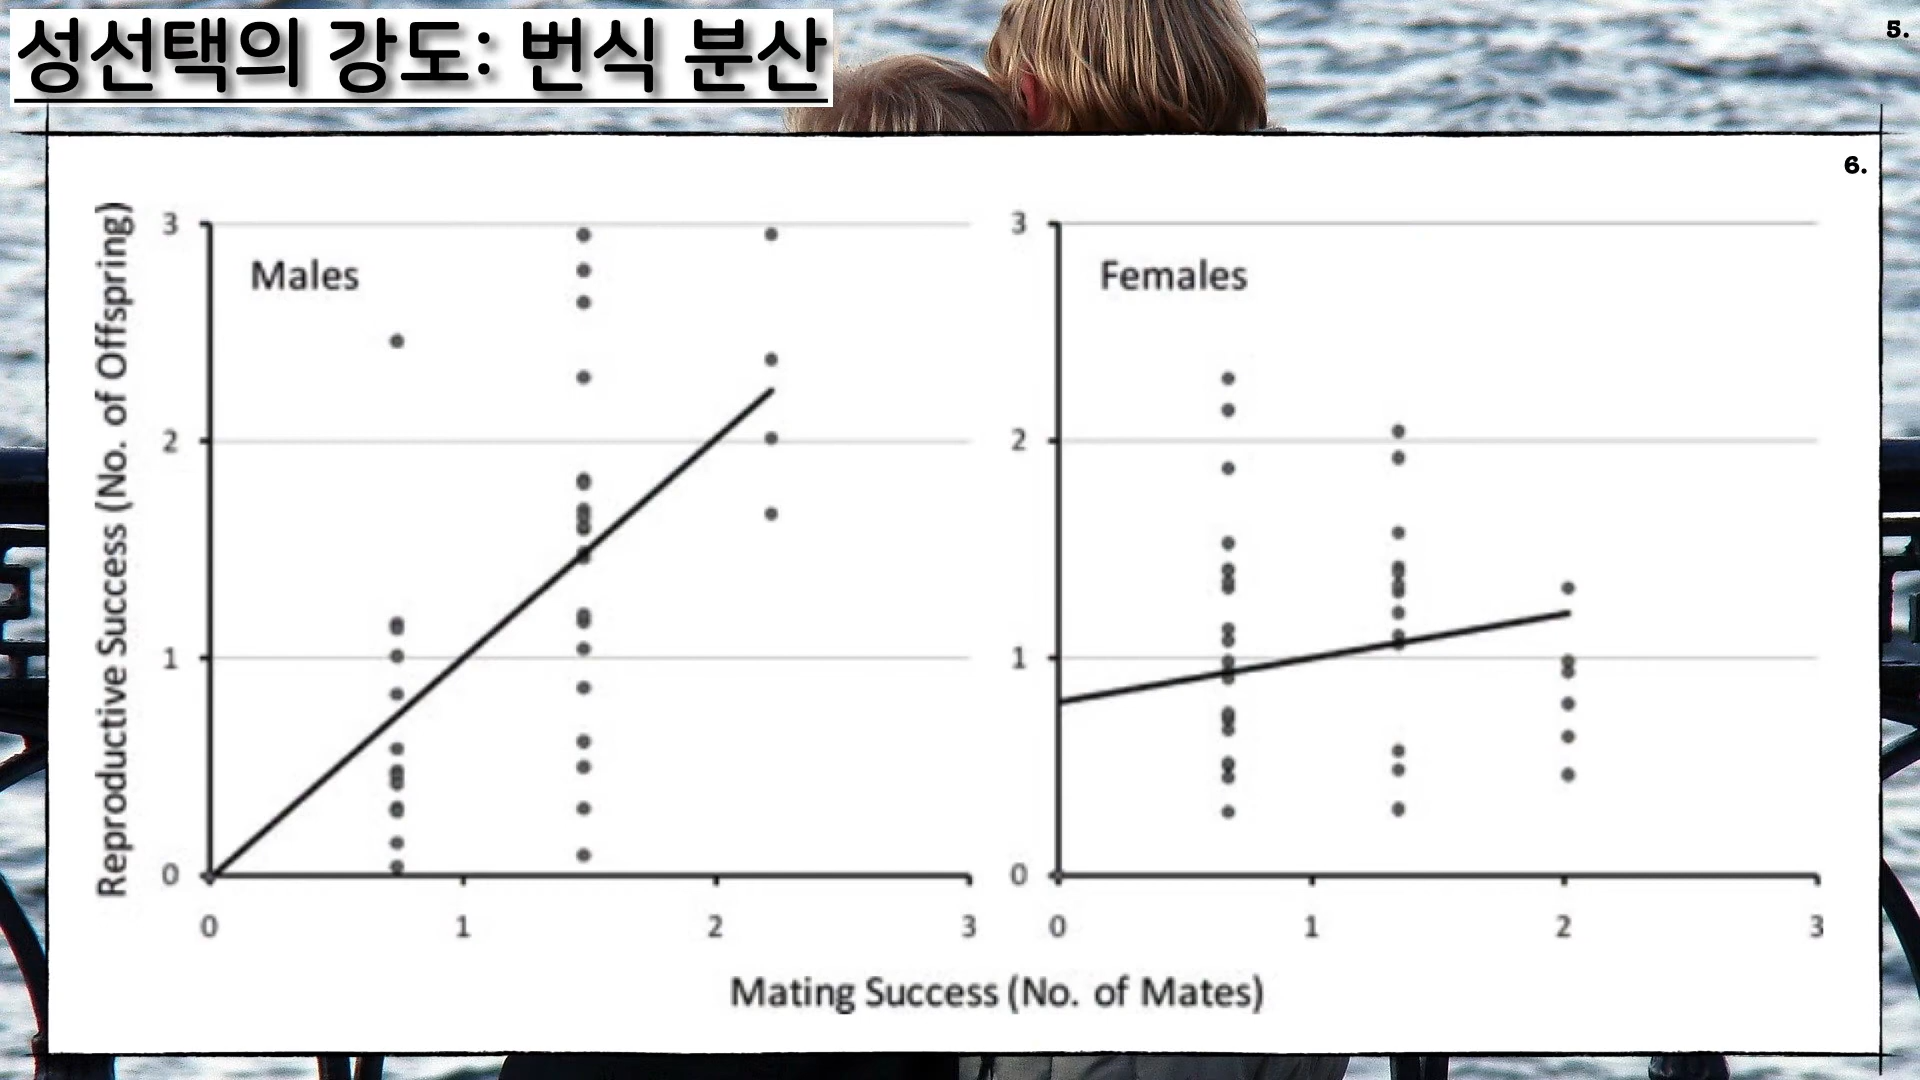 성선택의 강도: 번식 분산
5.
6.
Reproductive Success (No. of Offspring)
3
2
1
0
Males
0 1 2 3
3
2
1
0
Females
0 1 2 3
Mating Success (No. of Mates)